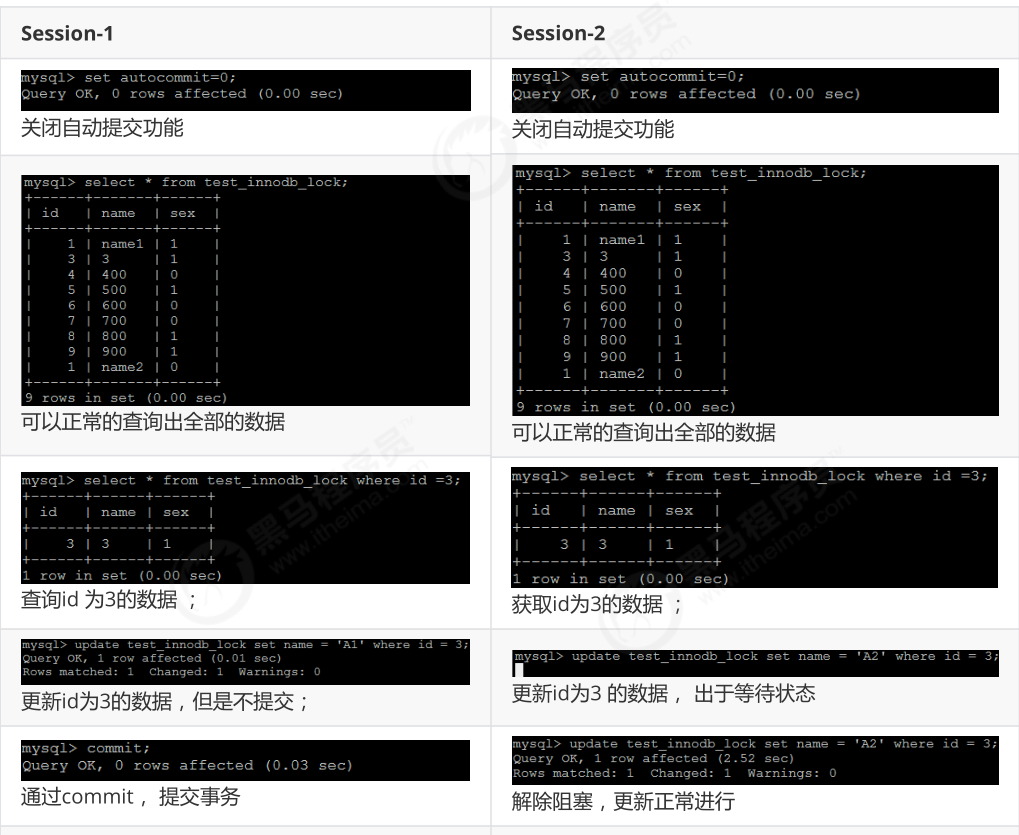 Session-1
Session-2
mysql> set autocommit=0;
Query OK, 0 rows affected (0.00 sec)
关闭自动提交功能
mysql> set autocommit=0;
Query OK, 0 rows affected (0.00 sec)
关闭自动提交功能
mysql> select * from test_innodb_lock;
+------+-------+------+
| id | name | sex |
+------+-------+------+
| 1 | name1 | 1 |
| 3 | 3 | 1 |
| 4 | 400 | 0 |
| 5 | 500 | 1 |
| 6 | 600 | 0 |
| 7 | 700 | 0 |
| 8 | 800 | 1 |
| 9 | 900 | 1 |
| 1 | name2 | 0 |
+------+-------+------+
9 rows in set (0.00 sec)
可以正常的查询出全部的数据
mysql> select * from test_innodb_lock;
+------+-------+------+
| id | name | sex |
+------+-------+------+
| 1 | name1 | 1 |
| 3 | 3 | 1 |
| 4 | 400 | 0 |
| 5 | 500 | 1 |
| 6 | 600 | 0 |
| 7 | 700 | 0 |
| 8 | 800 | 1 |
| 9 | 900 | 1 |
| 1 | name2 | 0 |
+------+-------+------+
9 rows in set (0.00 sec)
可以正常的查询出全部的数据
mysql> select * from test_innodb_lock where id =3;
+------+-------+------+
| id | name | sex |
+------+-------+------+
| 3 | 3 | 1 |
+------+-------+------+
1 row in set (0.00 sec)
查询id 为3的数据 ；
mysql> select * from test_innodb_lock where id =3;
+------+-------+------+
| id | name | sex |
+------+-------+------+
| 3 | 3 | 1 |
+------+-------+------+
1 row in set (0.00 sec)
获取id为3的数据 ；
mysql> update test_innodb_lock set name = 'A1' where id = 3;
Query OK, 1 row affected (0.01 sec)
Rows matched: 1 Changed: 1 Warnings: 0
更新id为3的数据，但是不提交；
mysql> update test_innodb_lock set name = 'A2' where id = 3;
更新id为3 的数据， 出于等待状态
mysql> commit;
Query OK, 0 rows affected (0.03 sec)
通过commit， 提交事务
mysql> update test_innodb_lock set name = 'A2' where id = 3;
Query OK, 1 row affected (2.52 sec)
Rows matched: 1 Changed: 1 Warnings: 0
解除阻塞，更新正常进行
黑马程序员
www.itheima.com
黑马程序员
www.itheima.com